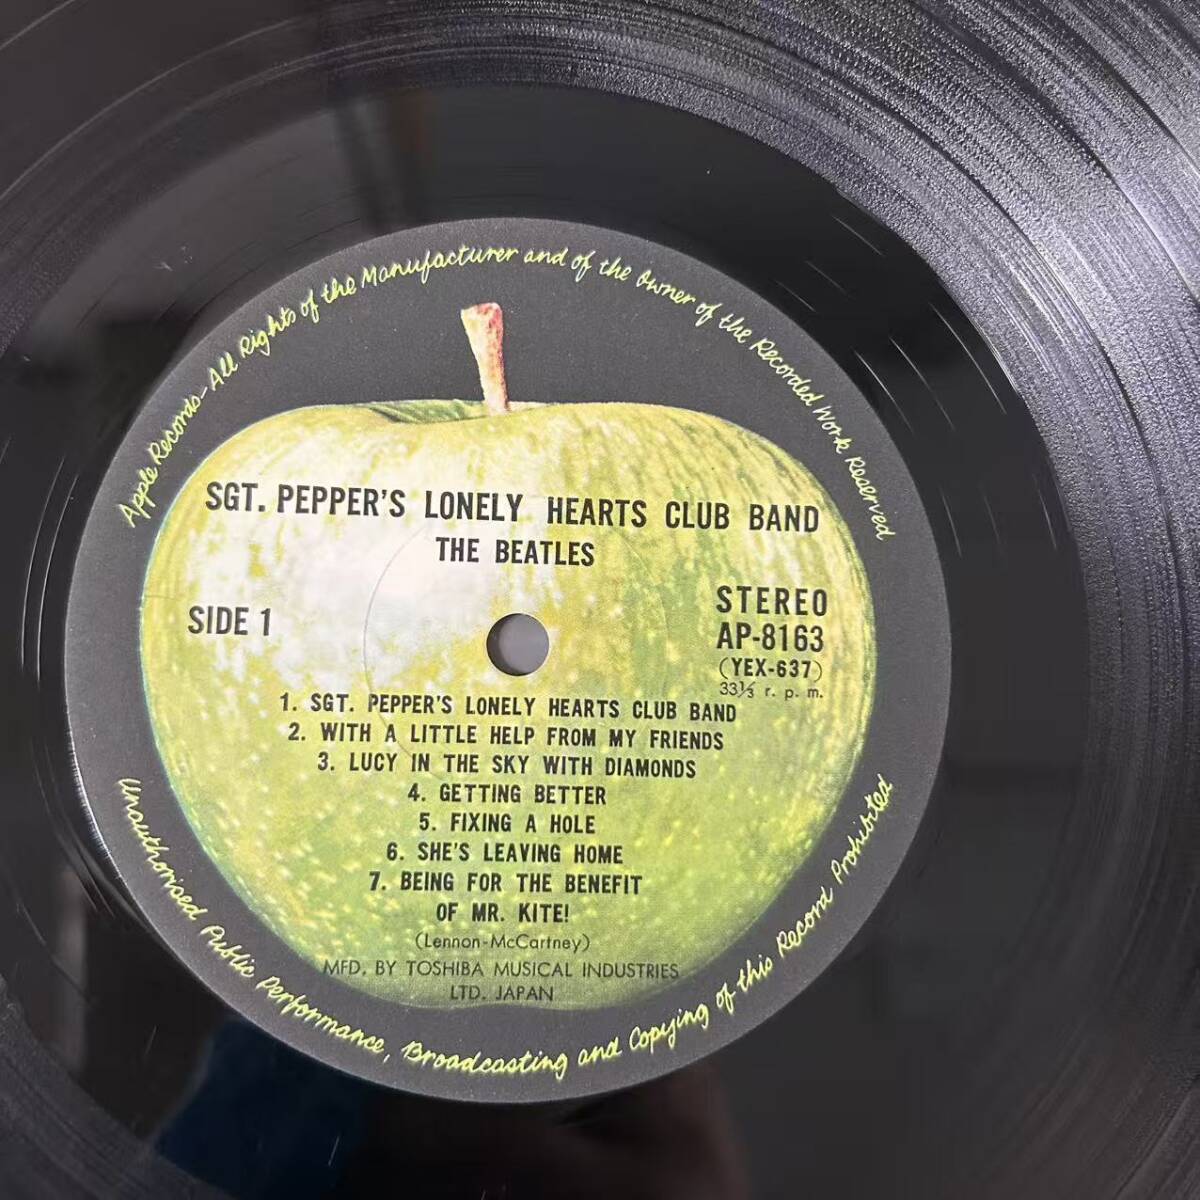 Apple Records-All Rights of the Manufacturer and of the Owner of the Recorded Work Reserved
SGT. PEPPER'S LONELY HEARTS CLUB BAND
THE BEATLES
SIDE 1
STEREO
AP-8163
(YEX-637)
33⅓ r. p. m.
1. SGT. PEPPER'S LONELY HEARTS CLUB BAND
2. WITH A LITTLE HELP FROM MY FRIENDS
3. LUCY IN THE SKY WITH DIAMONDS
4. GETTING BETTER
5. FIXING A HOLE
6. SHE'S LEAVING HOME
7. BEING FOR THE BENEFIT
OF MR. KITE!
(Lennon-McCartney)
MFD. BY TOSHIBA MUSICAL INDUSTRIES
LTD. JAPAN
Unauthorised Public Performance, Broadcasting and Copying of this Record Prohibited